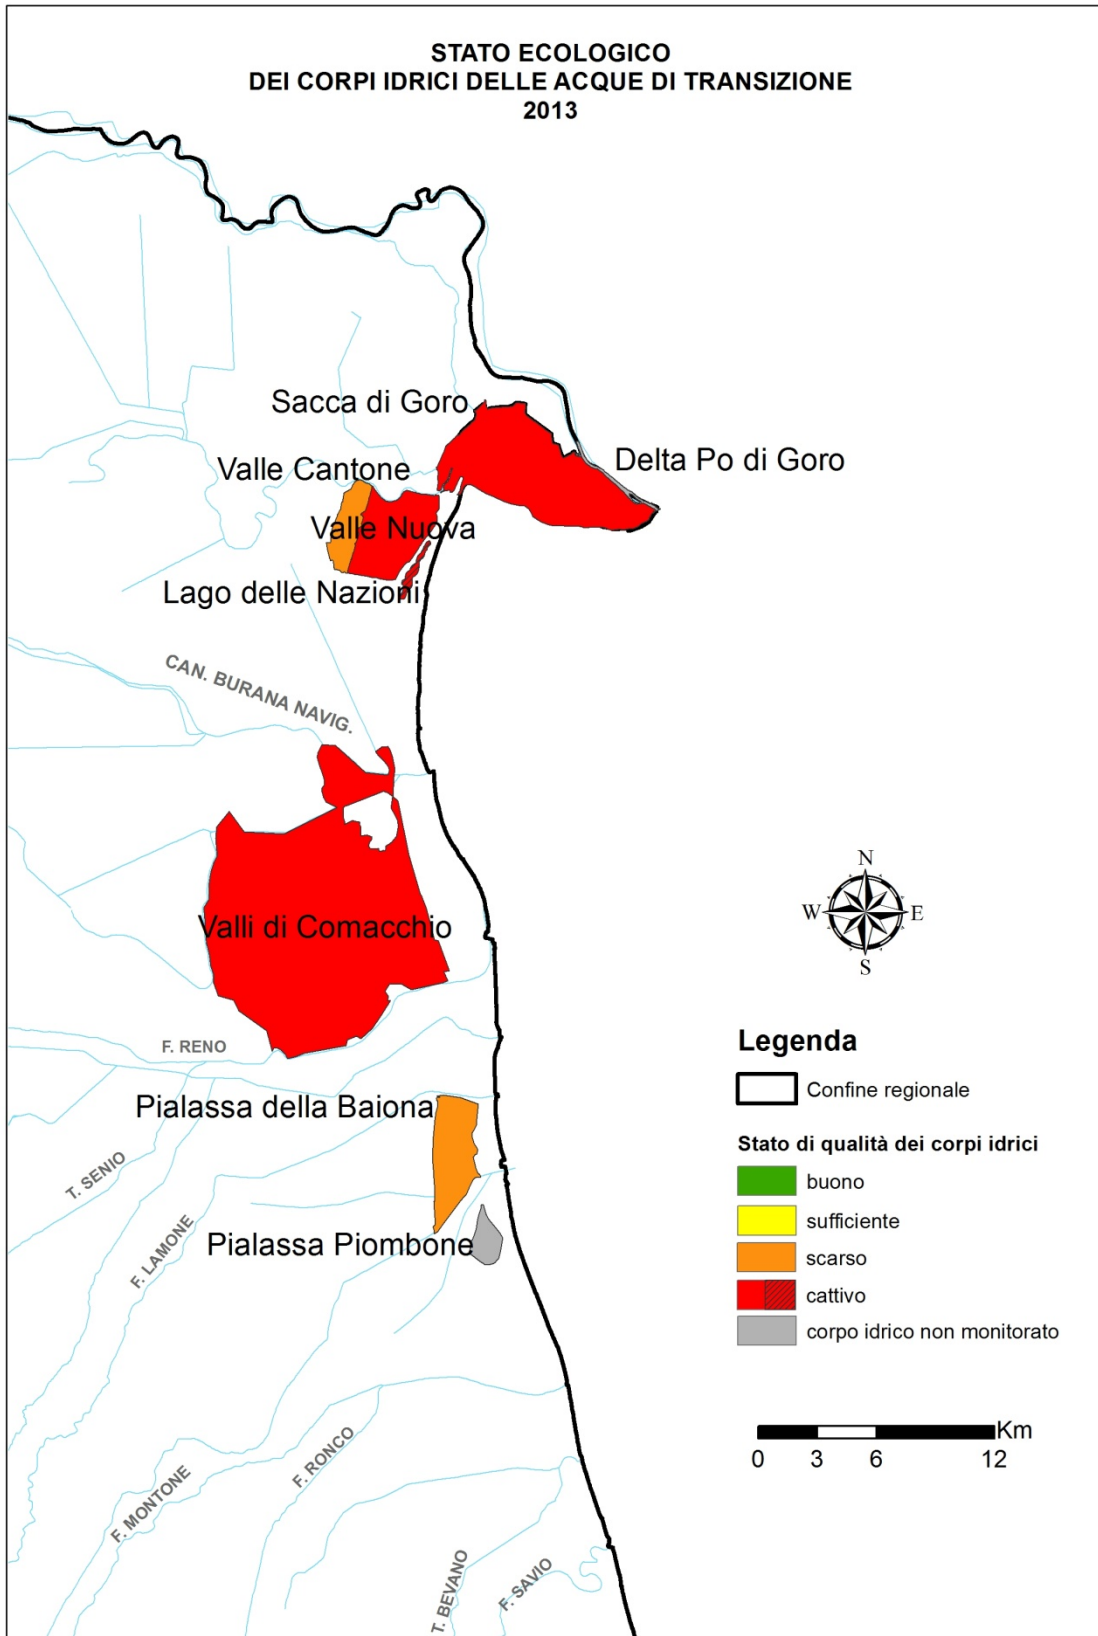 STATO ECOLOGICO
DEI CORPI IDRICI DELLE ACQUE DI TRANSIZIONE
2013
Sacca di Goro
Delta Po di Goro
Valle Cantone
Valle Nuova
Lago delle Nazioni
CAN. BURANA NAVIG.
N
W
E
S
Valli di Comacchio
F. RENO
Pialassa della Baiona
T. SENIO
F. LAMONE
Pialassa Piombone
F. MONTONE
F. RONCO
T. BEVANO
F. SAVIO
Legenda
Confine regionale
Stato di qualità dei corpi idrici
buono
sufficiente
scarso
cattivo
corpo idrico non monitorato
Km
0 3 6 12